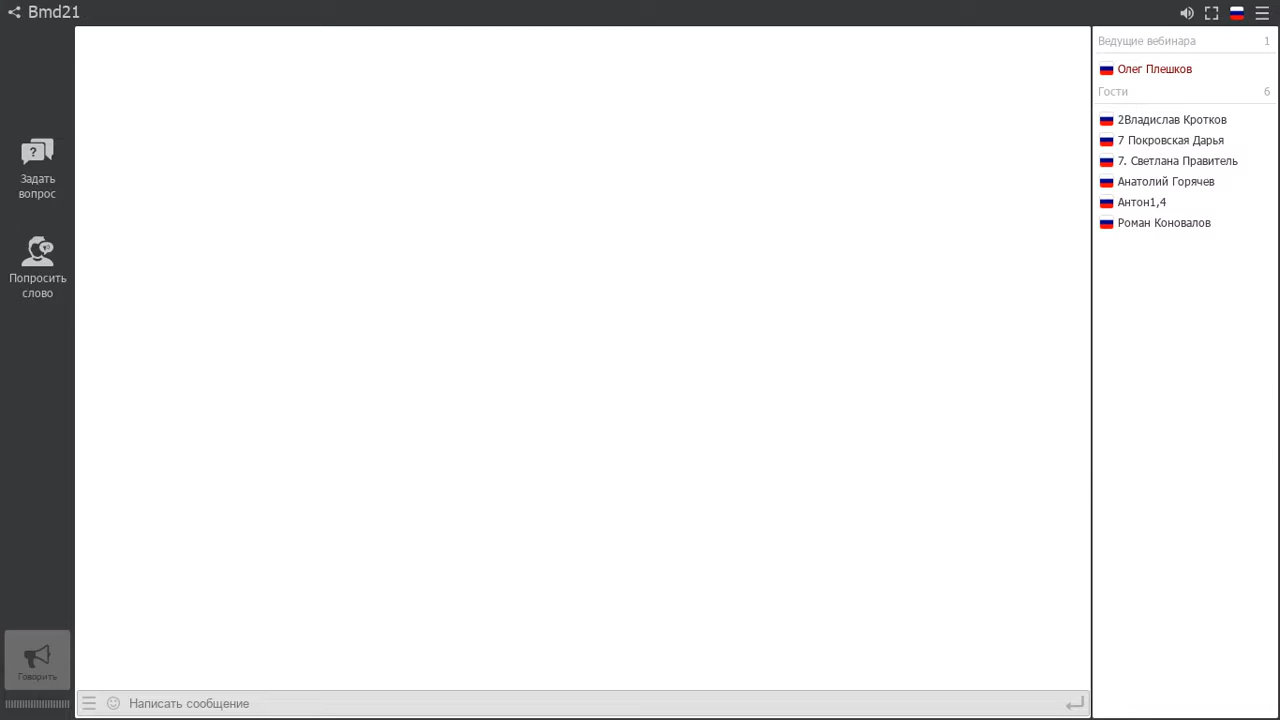 Bmd21
Ведущие вебинара 1
Олег Плешков
Гости 6
2Владислав Кротков
7 Покровская Дарья
7. Светлана Правитель
Анатолий Горячев
Антон1,4
Роман Коновалов
?
Задать
вопрос
Попросить
слово
Говорить
Написать сообщение